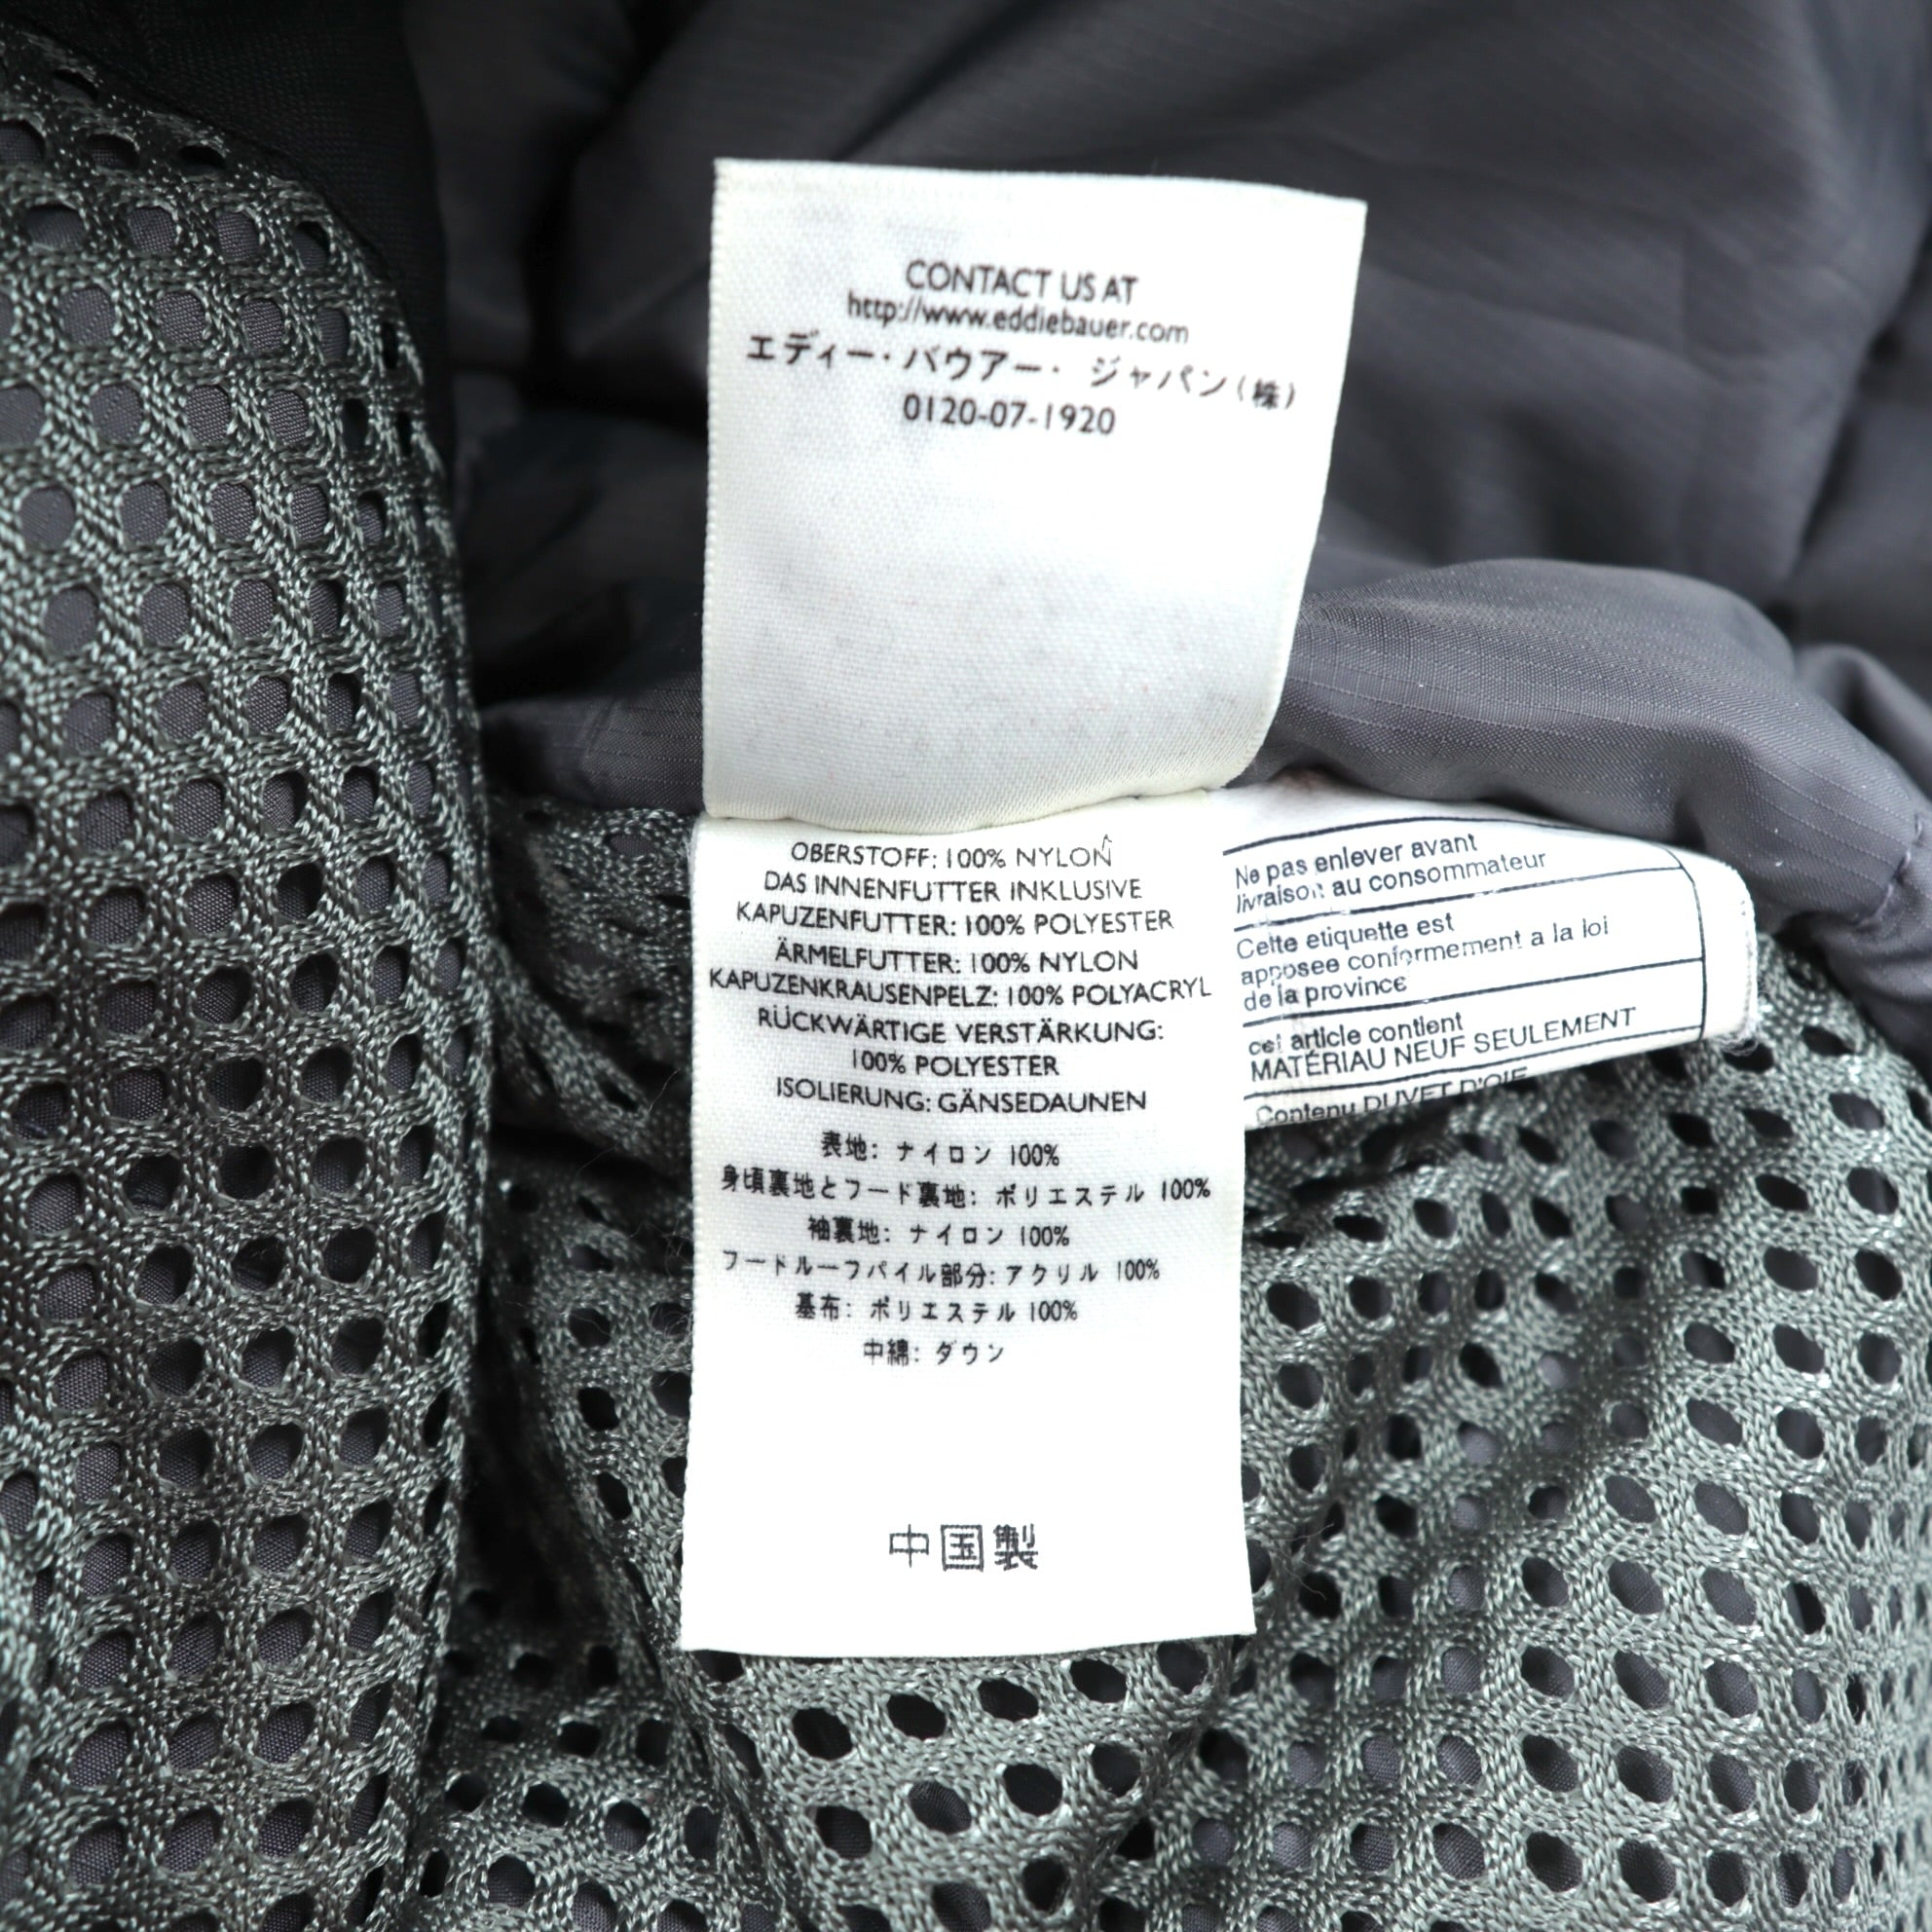 CONTACT US AT
http://www.eddiebauer.com
エディー・バウアー・ジャパン(株)
0120-07-1920
OBERSTOFF: 100% NYLON
DAS INNENFUTTER INKLUSIVE
KAPUZENFUTTER: 100% POLYESTER
ÄRMELFUTTER: 100% NYLON
KAPUZENKRAUSENPELZ: 100% POLYACRYL
RÜCKWÄRTIGE VERSTÄRKUNG:
100% POLYESTER
ISOLIERUNG: GÄNSEDAUNEN
表地: ナイロン 100%
身頃裏地とフード裏地: ポリエステル 100%
袖裏地: ナイロン 100%
フードルーフパイル部分: アクリル 100%
基布: ポリエステル 100%
中綿: ダウン
中国製
Ne pas enlever avant
livraison au consommateur
Cette etiquette est
apposee conformement a la loi
de la province
cet article contient
MATÉRIAU NEUF SEULEMENT
Contenu DUVET D'OIE